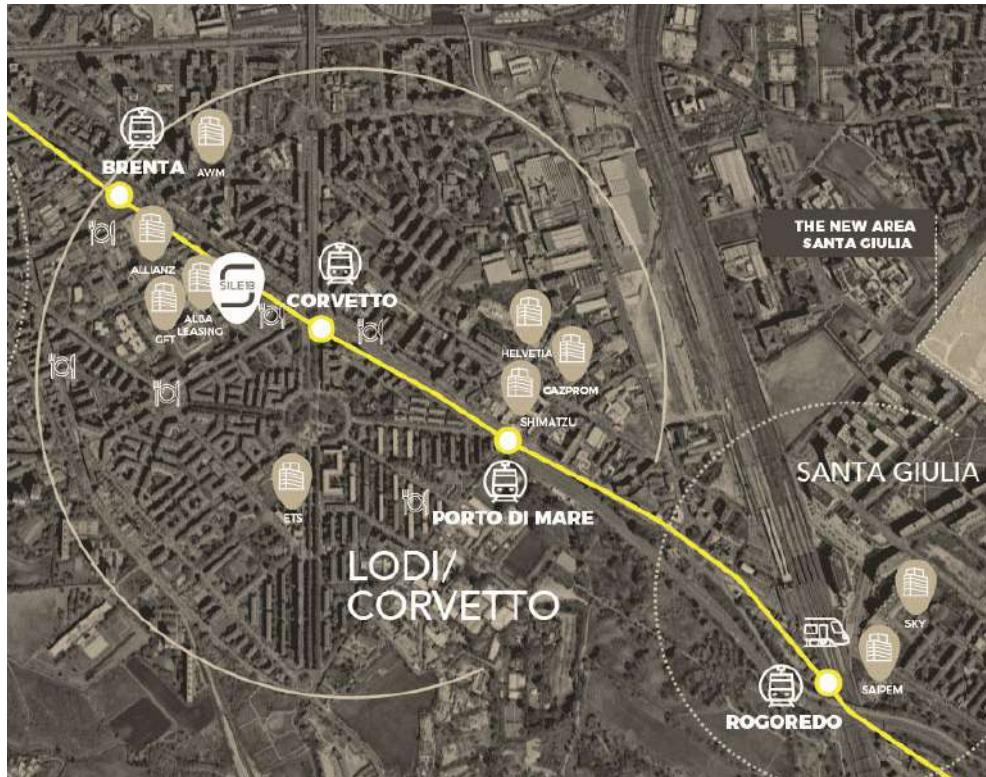 BRENTA
AWM
THE NEW AREA
SANTA GIULIA
ALLIANZ
SILE13
ALBA
LEASING
GFT
CORVETTO
HELVETIA
GAZPROM
SHIMATZU
SANTA GIULIA
ETS
PORTO DI MARE
LODI/
CORVETTO
SKY
SAIPEM
ROGOREDO